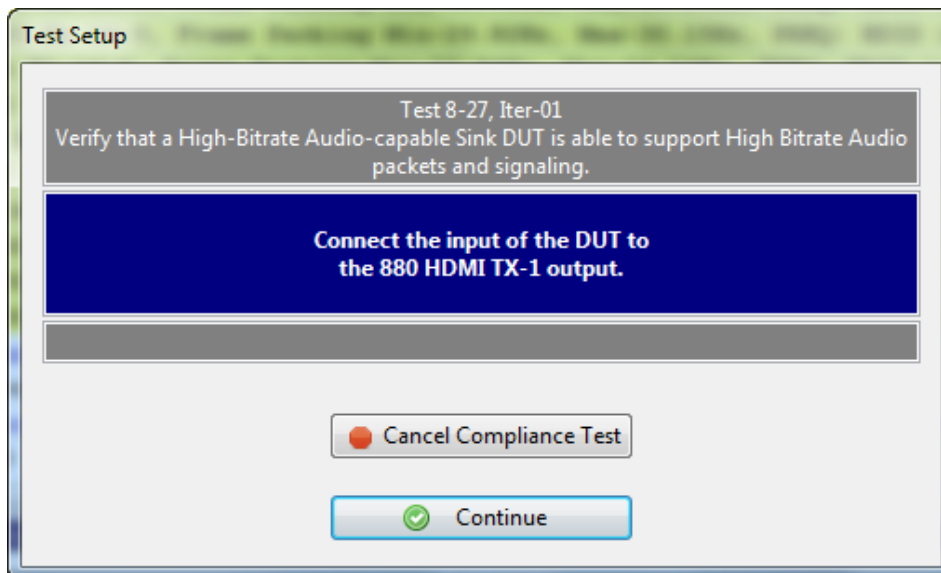 Test Setup
Test 8-27, Iter-01
Verify that a High-Bitrate Audio-capable Sink DUT is able to support High Bitrate Audio
packets and signaling.
Connect the input of the DUT to
the 880 HDMI TX-1 output.
Cancel Compliance Test
Continue